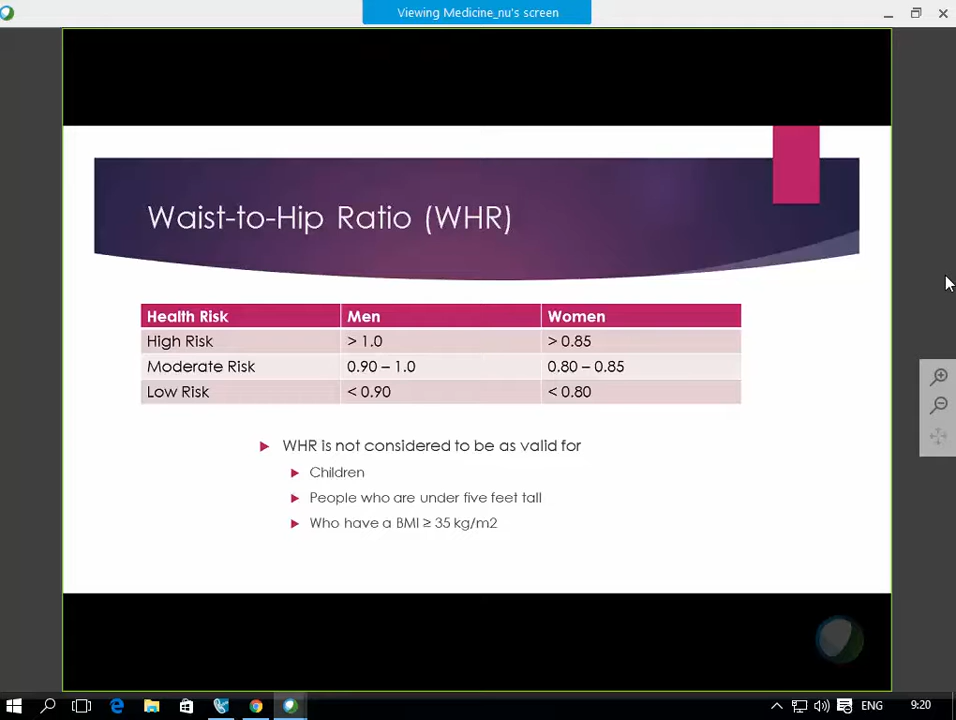 Viewing Medicine_nu's screen
Waist-to-Hip Ratio (WHR)
Health Risk Men Women
High Risk > 1.0 > 0.85
Moderate Risk 0.90 – 1.0 0.80 – 0.85
Low Risk < 0.90 < 0.80
WHR is not considered to be as valid for
Children
People who are under five feet tall
Who have a BMI ≥ 35 kg/m2
ENG 9:20